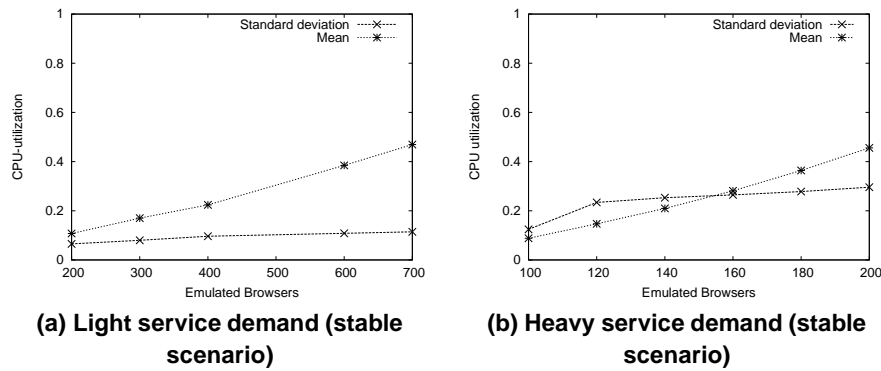 1
0.8
0.6
0.4
0.2
0
200 300 400 500 600 700
CPU-utilization
Emulated Browsers
Standard deviation
Mean
(a) Light service demand (stable
scenario)
1
0.8
0.6
0.4
0.2
0
100 120 140 160 180 200
CPU utilization
Emulated Browsers
Standard deviation
Mean
(b) Heavy service demand (stable
scenario)